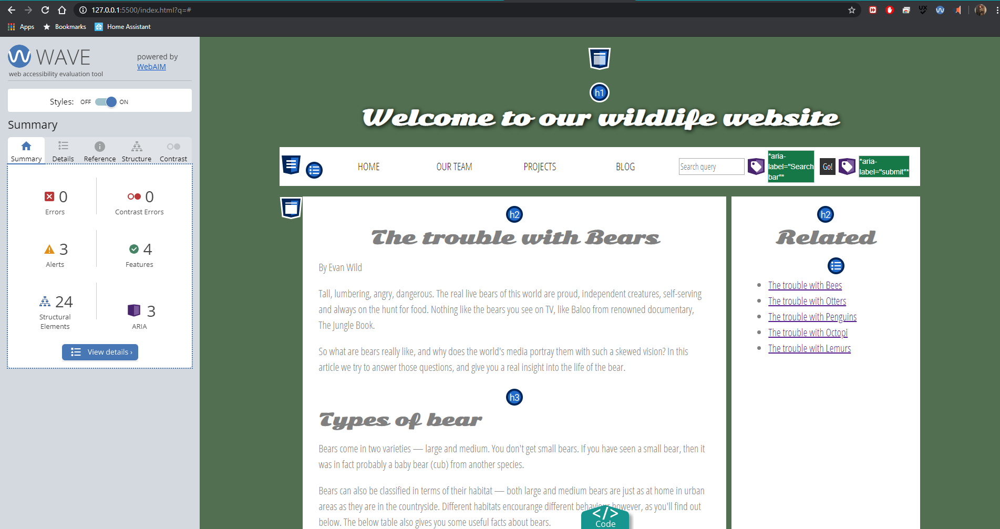 127.0.0.1:5500/index.html?q=#
Apps Bookmarks Home Assistant
WAVE
web accessibility evaluation tool
powered by
WebAIM
Styles: OFF ON
Summary
Summary Details Reference Structure Contrast
0 Errors
0 Contrast Errors
3 Alerts
4 Features
24 Structural
Elements
3 ARIA
View details ›
h1
Welcome to our wildlife website
HOME OUR TEAM PROJECTS BLOG Search query
*aria-
label="Search
bar"*
Go!
*aria-
label="submit"*
h2
The trouble with Bears
By Evan Wild
Tall, lumbering, angry, dangerous. The real live bears of this world are proud, independent creatures, self-serving
and always on the hunt for food. Nothing like the bears you see on TV, like Baloo from renowned documentary,
The Jungle Book.
So what are bears really like, and why does the world's media portray them with such a skewed vision? In this
article we try to answer those questions, and give you a real insight into the life of the bear.
h3
Types of bear
Bears come in two varieties — large and medium. You don't get small bears. If you have seen a small bear, then it
was in fact probably a baby bear (cub) from another species.
Bears can also be classified in terms of their habitat — both large and medium bears are just as at home in urban
areas as they are in the countryside. Different habitats encourange different behaviour however, as you'll find out
below. The below table also gives you some useful facts about bears.
</> Code
h2
Related
The trouble with Bees
The trouble with Otters
The trouble with Penguins
The trouble with Octopi
The trouble with Lemurs
UX